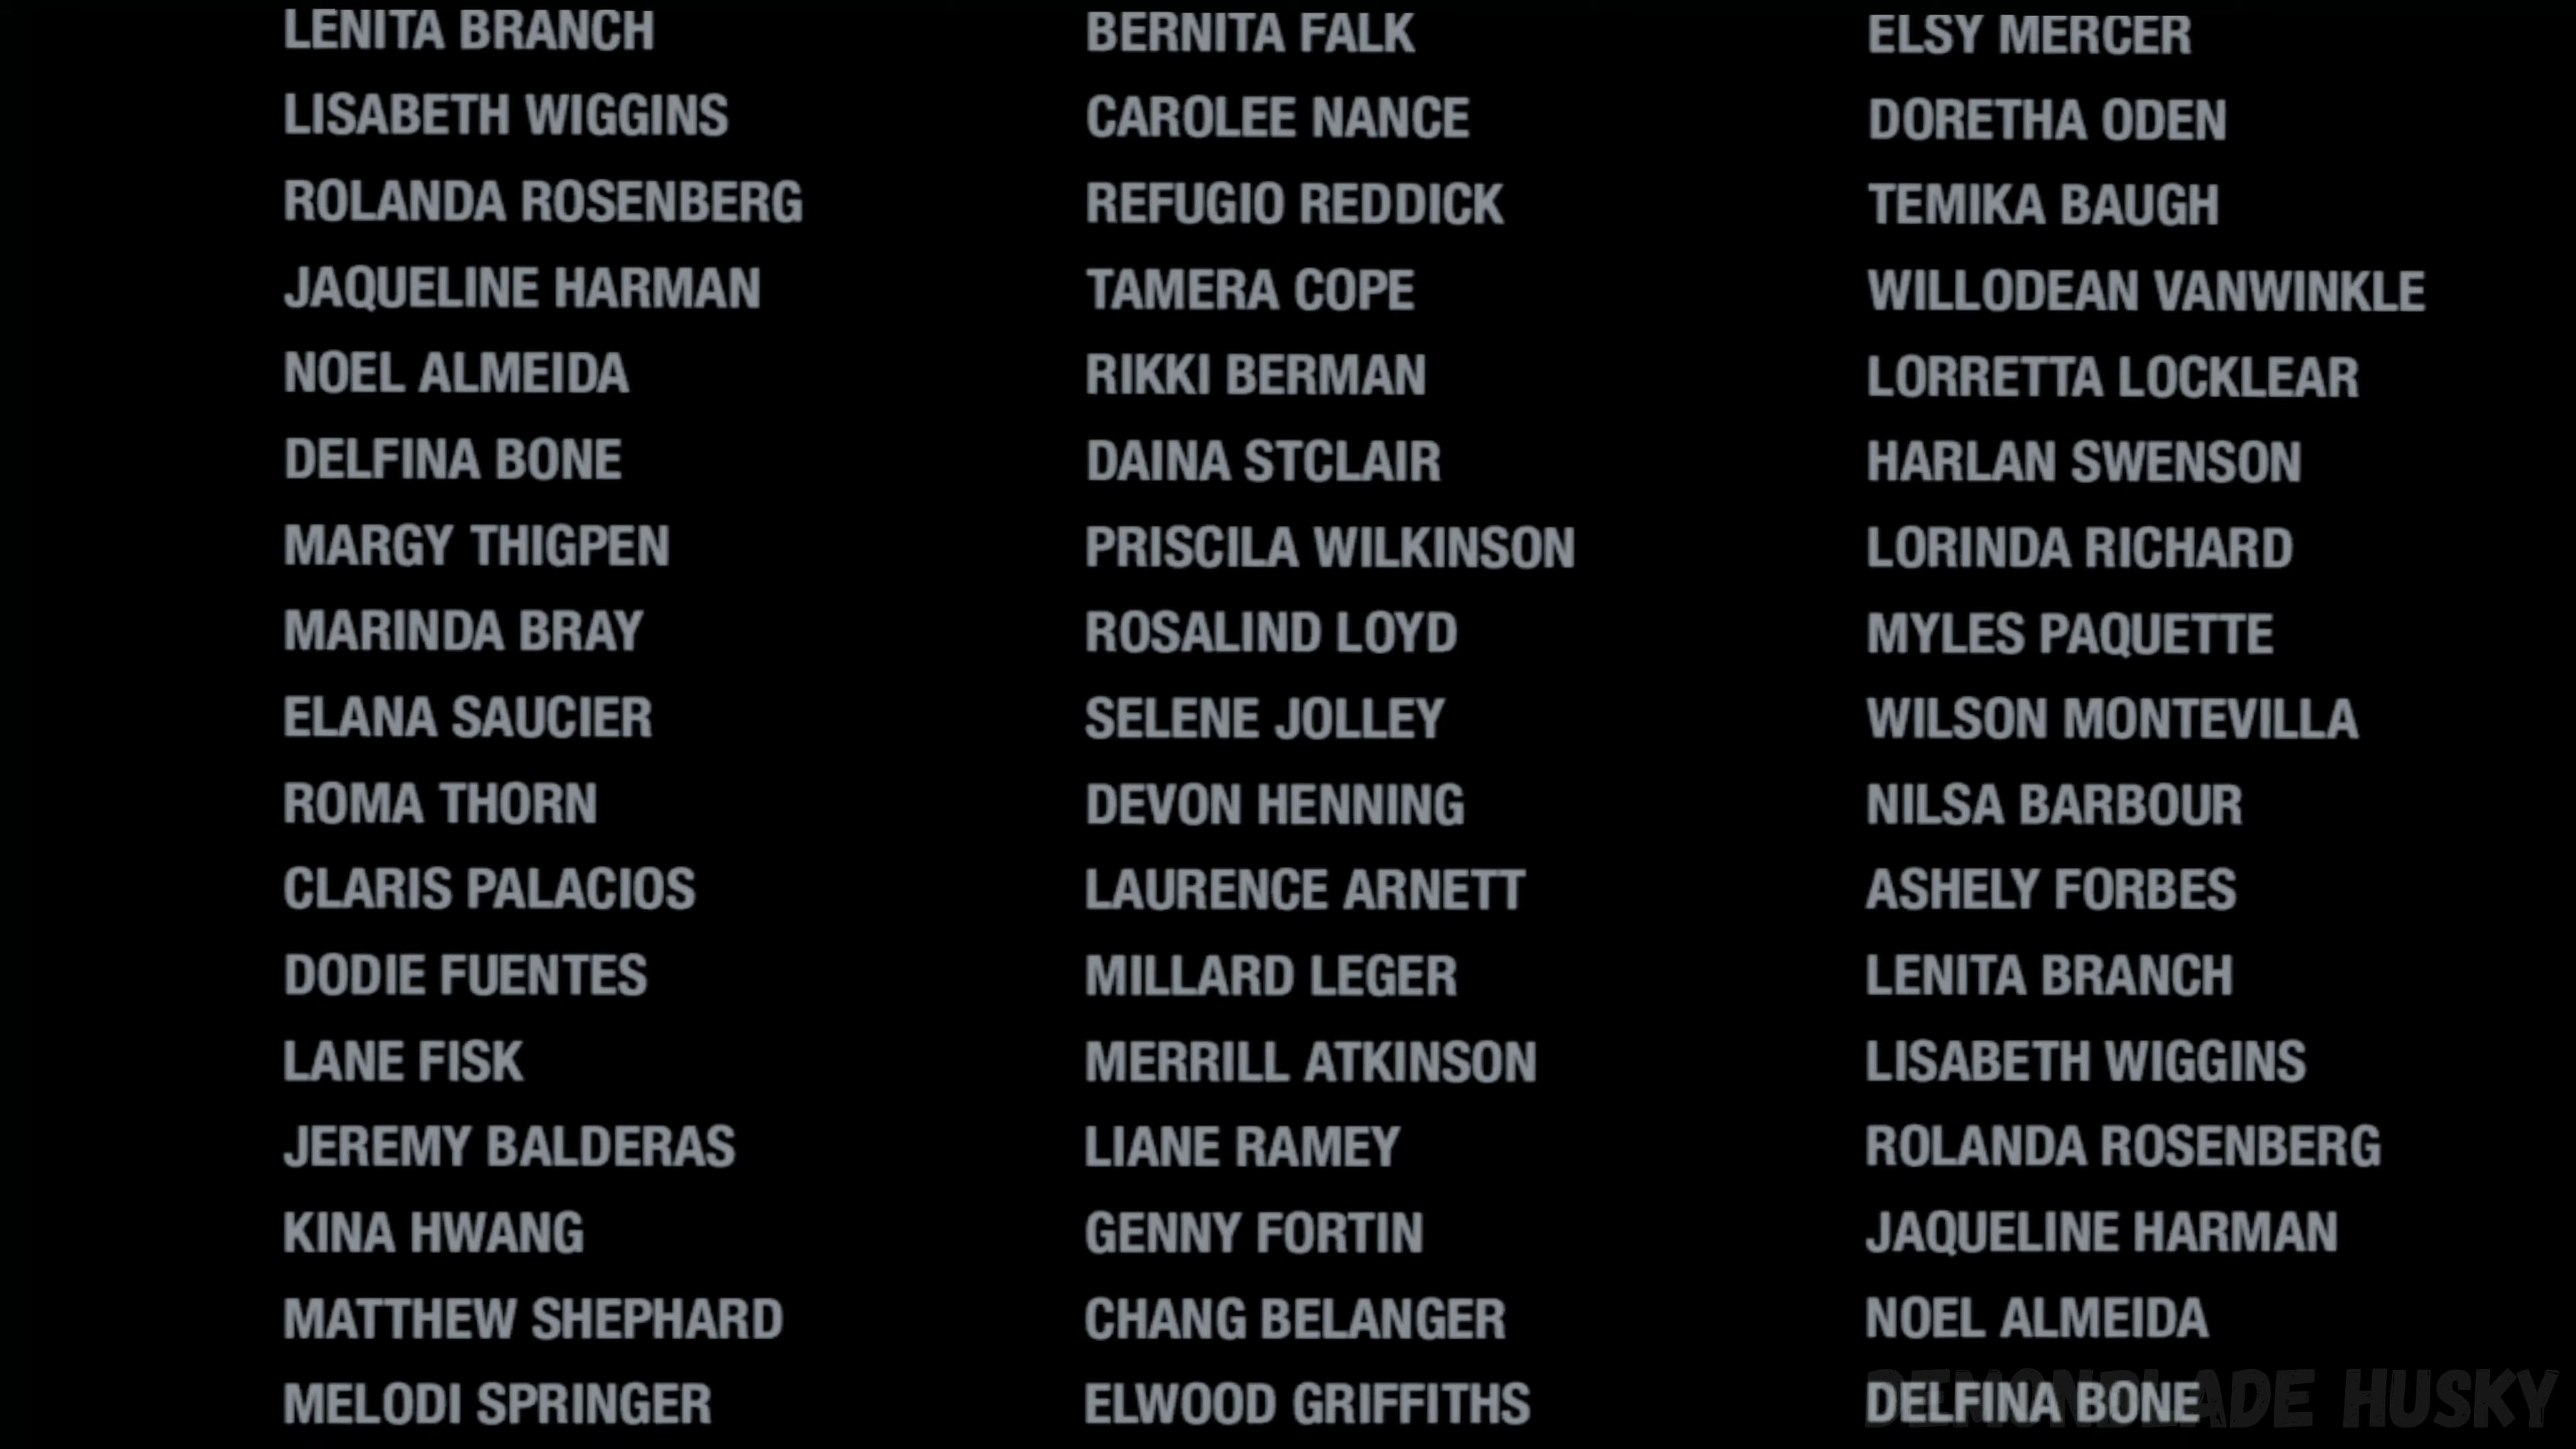 LENITA BRANCH
LISABETH WIGGINS
ROLANDA ROSENBERG
JAQUELINE HARMAN
NOEL ALMEIDA
DELFINA BONE
MARGY THIGPEN
MARINDA BRAY
ELANA SAUCIER
ROMA THORN
CLARIS PALACIOS
DODIE FUENTES
LANE FISK
JEREMY BALDERAS
KINA HWANG
MATTHEW SHEPHARD
MELODI SPRINGER
BERNITA FALK
CAROLEE NANCE
REFUGIO REDDICK
TAMERA COPE
RIKKI BERMAN
DAINA STCLAIR
PRISCILA WILKINSON
ROSALIND LOYD
SELENE JOLLEY
DEVON HENNING
LAURENCE ARNETT
MILLARD LEGER
MERRILL ATKINSON
LIANE RAMEY
GENNY FORTIN
CHANG BELANGER
ELWOOD GRIFFITHS
ELSY MERCER
DORETHA ODEN
TEMIKA BAUGH
WILLODEAN VANWINKLE
LORRETTA LOCKLEAR
HARLAN SWENSON
LORINDA RICHARD
MYLES PAQUETTE
WILSON MONTEVILLA
NILSA BARBOUR
ASHELY FORBES
LENITA BRANCH
LISABETH WIGGINS
ROLANDA ROSENBERG
JAQUELINE HARMAN
NOEL ALMEIDA
DELFINA BONE
DEMONBLADE HUSKY